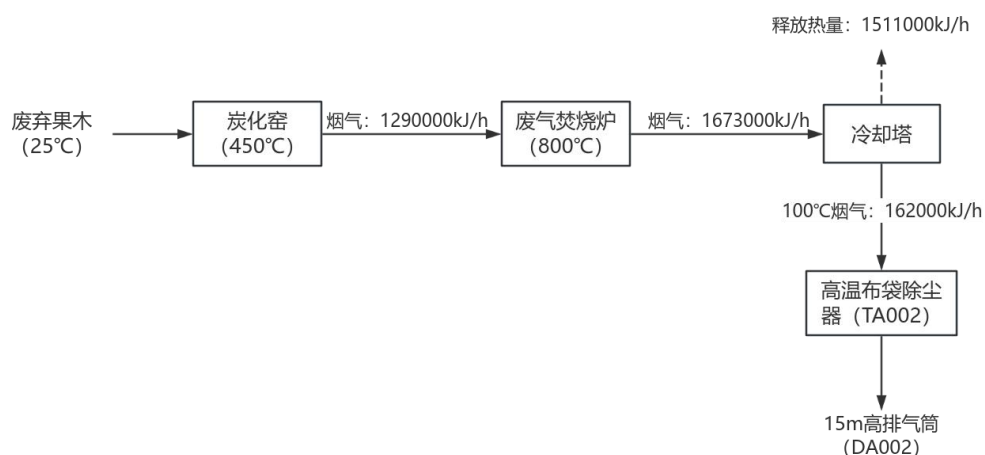 释放热量：1511000kJ/h
废弃果木
（25℃）
炭化窑
（450℃）
烟气：1290000kJ/h
废气焚烧炉
（800℃）
烟气：1673000kJ/h
冷却塔
100℃烟气：162000kJ/h
高温布袋除尘
器（TA002）
15m高排气筒
（DA002）